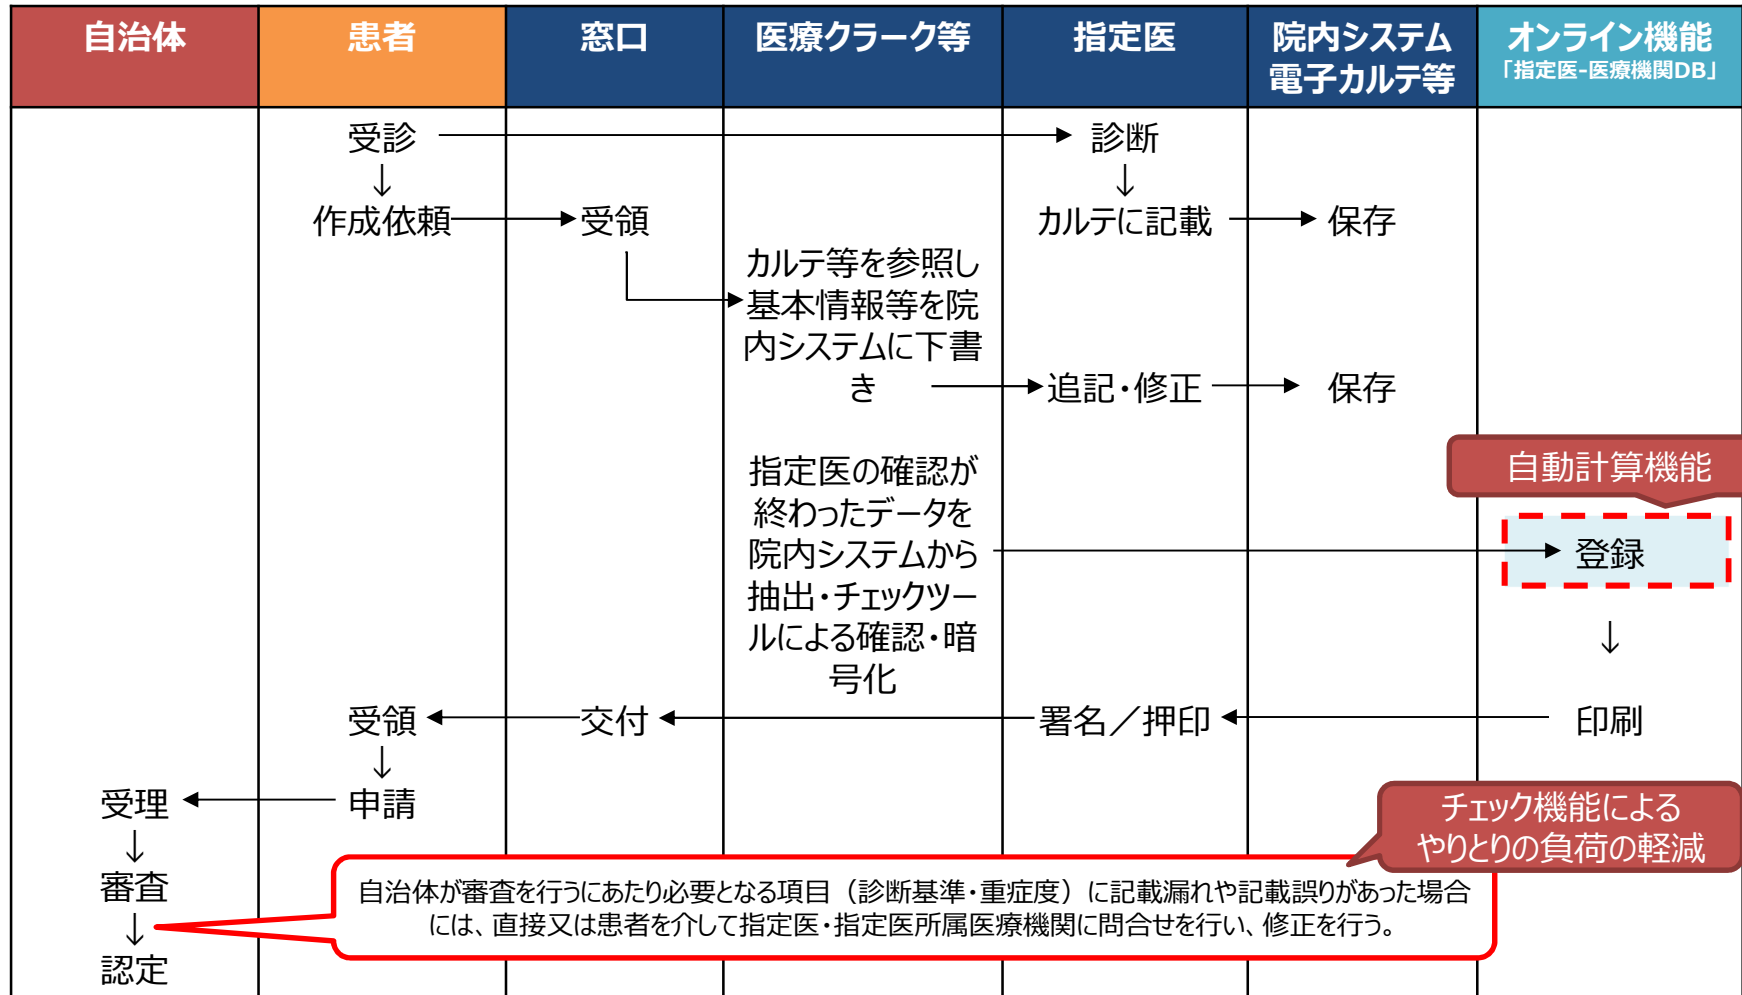 自治体
患者
窓口
医療クラーク等
指定医
院内システム
電子カルテ等
オンライン機能
「指定医-医療機関DB」
受診
診断
↓
↓
作成依頼
受領
カルテに記載
保存
カルテ等を参照し
基本情報等を院
内システムに下書
き
追記・修正
保存
自動計算機能
指定医の確認が
終わったデータを
院内システムから
抽出・チェックツー
ルによる確認・暗
号化
登録
↓
受領
交付
署名／押印
印刷
↓
受理
申請
チェック機能による
やりとりの負荷の軽減
↓
審査
自治体が審査を行うにあたり必要となる項目（診断基準・重症度）に記載漏れや記載誤りがあった場合
には、直接又は患者を介して指定医・指定医所属医療機関に問合せを行い、修正を行う。
↓
認定